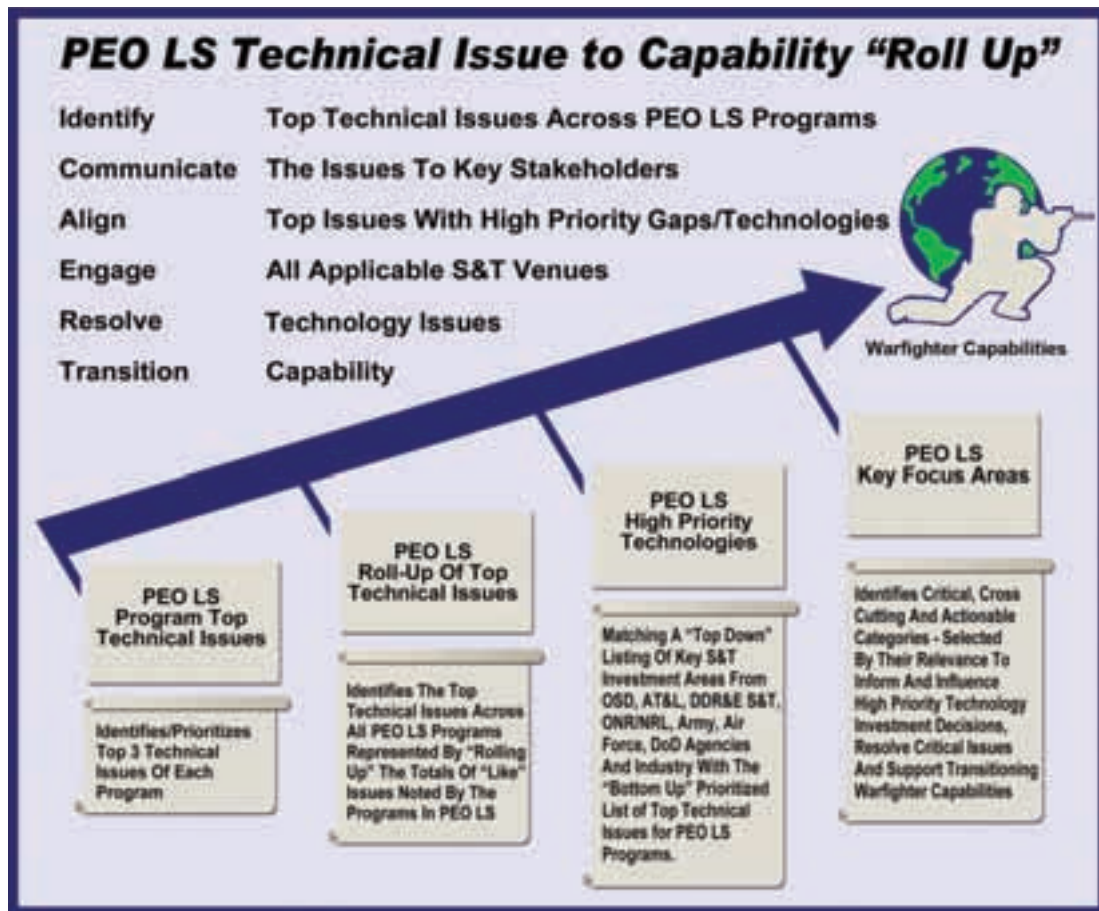 PEO LS Technical Issue to Capability “Roll Up”
Identify Top Technical Issues Across PEO LS Programs
Communicate The Issues To Key Stakeholders
Align Top Issues With High Priority Gaps/Technologies
Engage All Applicable S&T Venues
Resolve Technology Issues
Transition Capability
Warfighter Capabilities
PEO LS
Program Top
Technical Issues
Identifies/Prioritizes
Top 3 Technical
Issues Of Each
Program
PEO LS
Roll-Up Of Top
Technical Issues
Identifies The Top
Technical Issues Across
All PEO LS Programs
Represented By “Rolling
Up” The Totals Of “Like”
Issues Noted By The
Programs In PEO LS
PEO LS
High Priority
Technologies
Matching A “Top Down”
Listing Of Key S&T
Investment Areas From
OSD, AT&L, DDR&E S&T,
ONR/NRL, Army, Air
Force, DoD Agencies
And Industry With The
“Bottom Up” Prioritized
List of Top Technical
Issues for PEO LS
Programs.
PEO LS
Key Focus Areas
Identifies Critical, Cross
Cutting And Actionable
Categories - Selected
By Their Relevance To
Inform And Influence
High Priority Technology
Investment Decisions,
Resolve Critical Issues
And Support Transitioning
Warfighter Capabilities